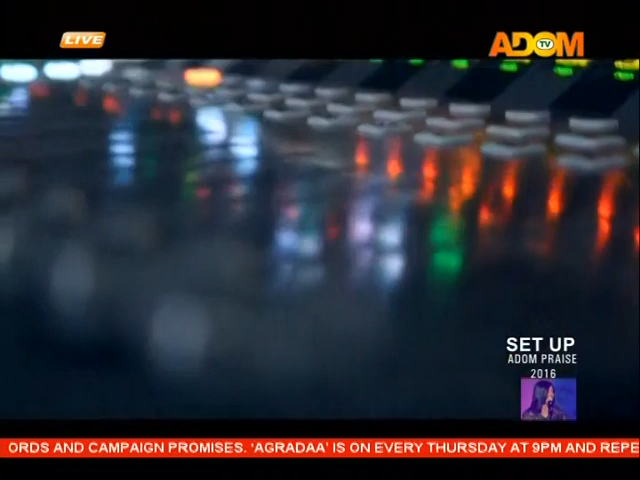 LIVE
ADOM TV
SET UP
ADOM PRAISE
2016
ORDS AND CAMPAIGN PROMISES. 'AGRADAA' IS ON EVERY THURSDAY AT 9PM AND REPE